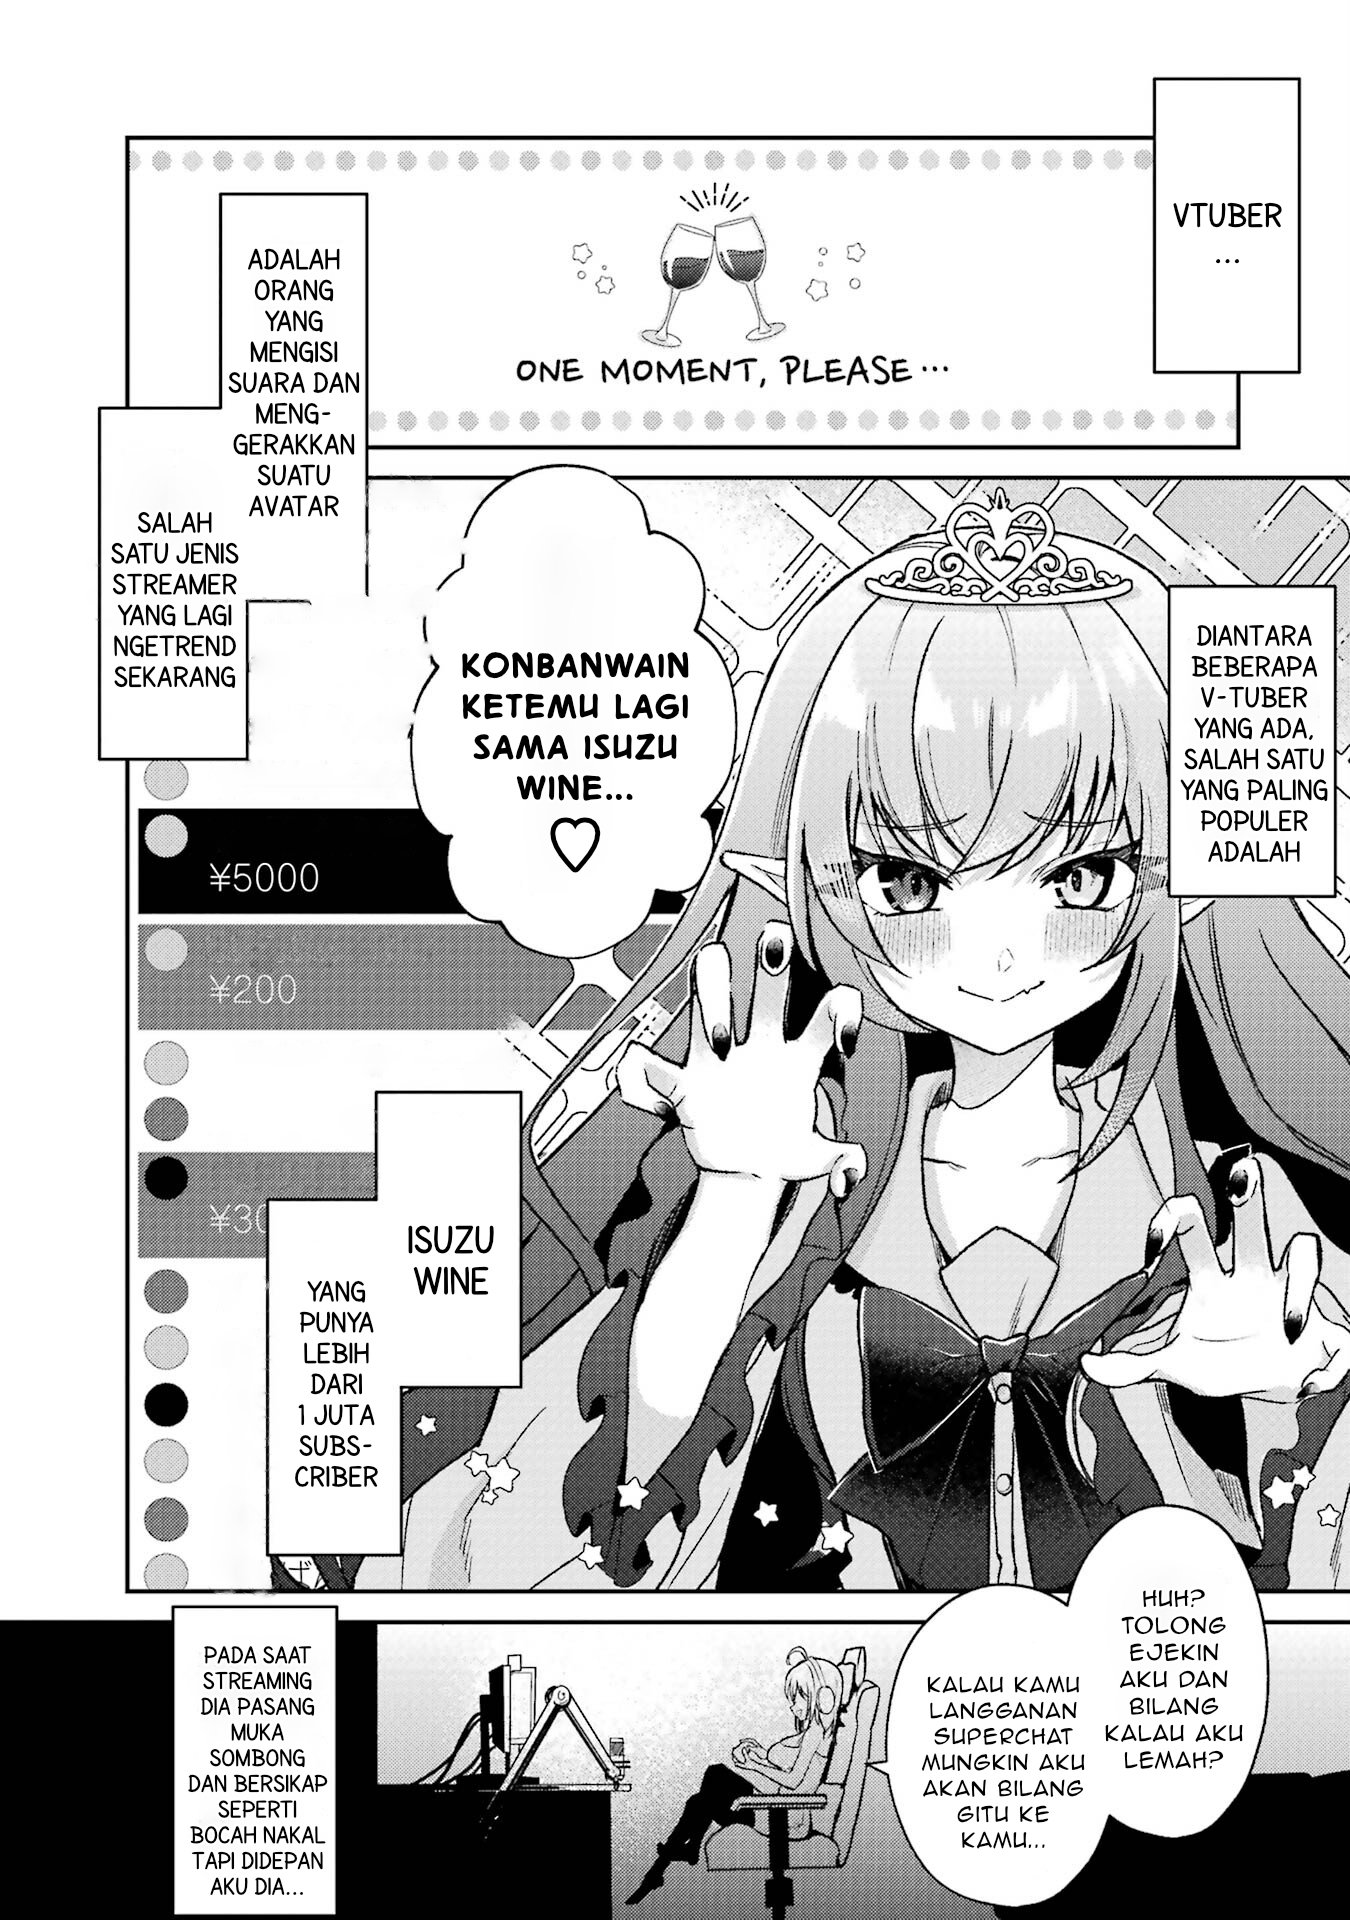 VTUBER
...
ADALAH
ORANG
YANG
MENGISI
SUARA DAN
MENG-
GERAKKAN
SUATU
AVATAR
SALAH
SATU JENIS
STREAMER
YANG LAGI
NGETREND
SEKARANG
ONE MOMENT, PLEASE...
DIANTARA
BEBERAPA
V-TUBER
YANG ADA,
SALAH SATU
YANG PALING
POPULER
ADALAH
KONBANWAIN
KETEMU LAGI
SAMA ISUZU
WINE...
♡
¥5000
¥200
¥30
ISUZU
WINE
YANG
PUNYA
LEBIH
DARI
1 JUTA
SUBS-
CRIBER
HUH?
TOLONG
EJEKIN
AKU DAN
BILANG
KALAU AKU
LEMAH?
KALAU KAMU
LANGGANAN
SUPERCHAT
MUNGKIN AKU
AKAN BILANG
GITU KE
KAMU...
PADA SAAT
STREAMING
DIA PASANG
MUKA
SOMBONG
DAN BERSIKAP
SEPERTI
BOCAH NAKAL
TAPI DIDEPAN
AKU DIA...